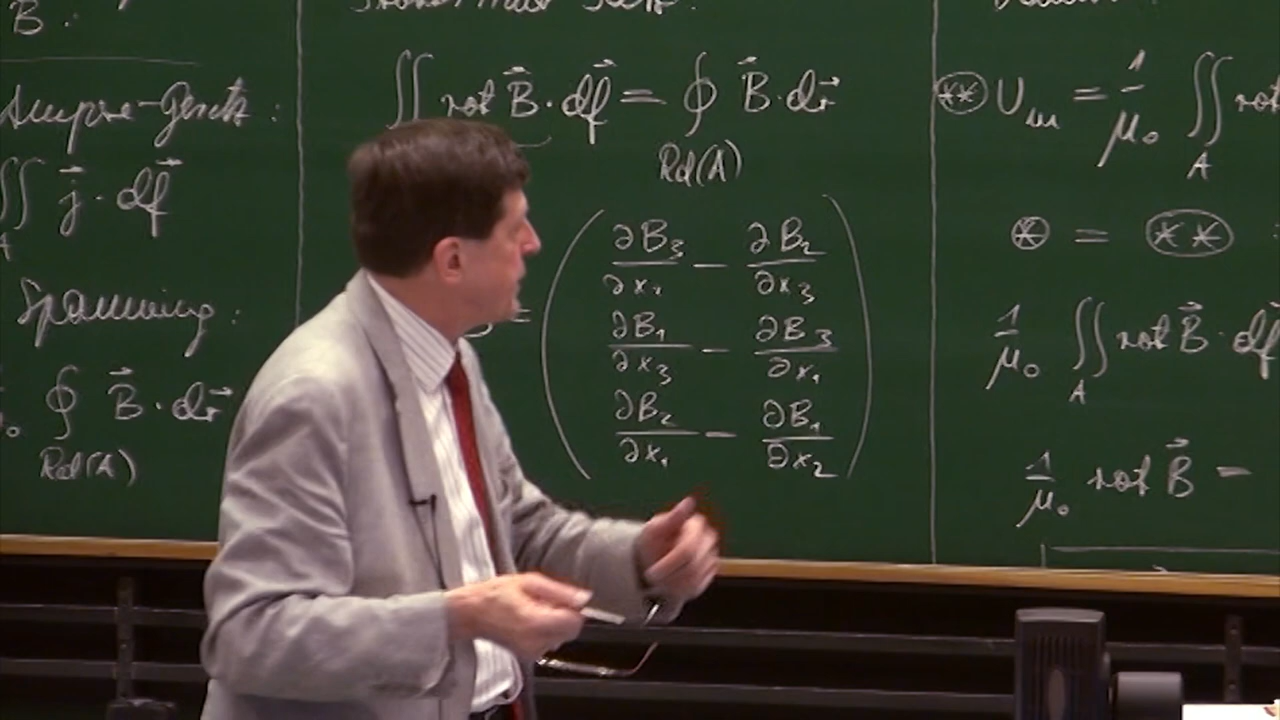 B.
Ampère-Gesetz :
∬ j⃗ · df⃗
A
Spannung :
∮ B⃗ · dr⃗
Rd(A)
∬ rot B⃗ · df⃗ = ∮ B⃗ · dr⃗
Rd(A)
=
∂B₃/∂x₂ − ∂B₂/∂x₃
∂B₁/∂x₃ − ∂B₃/∂x₁
∂B₂/∂x₁ − ∂B₁/∂x₂
(**) U_m = 1/μ₀ ∬ rot
A
(*) = (**)
1/μ₀ ∬ rot B⃗ · df⃗
A
1/μ₀ rot B⃗ =